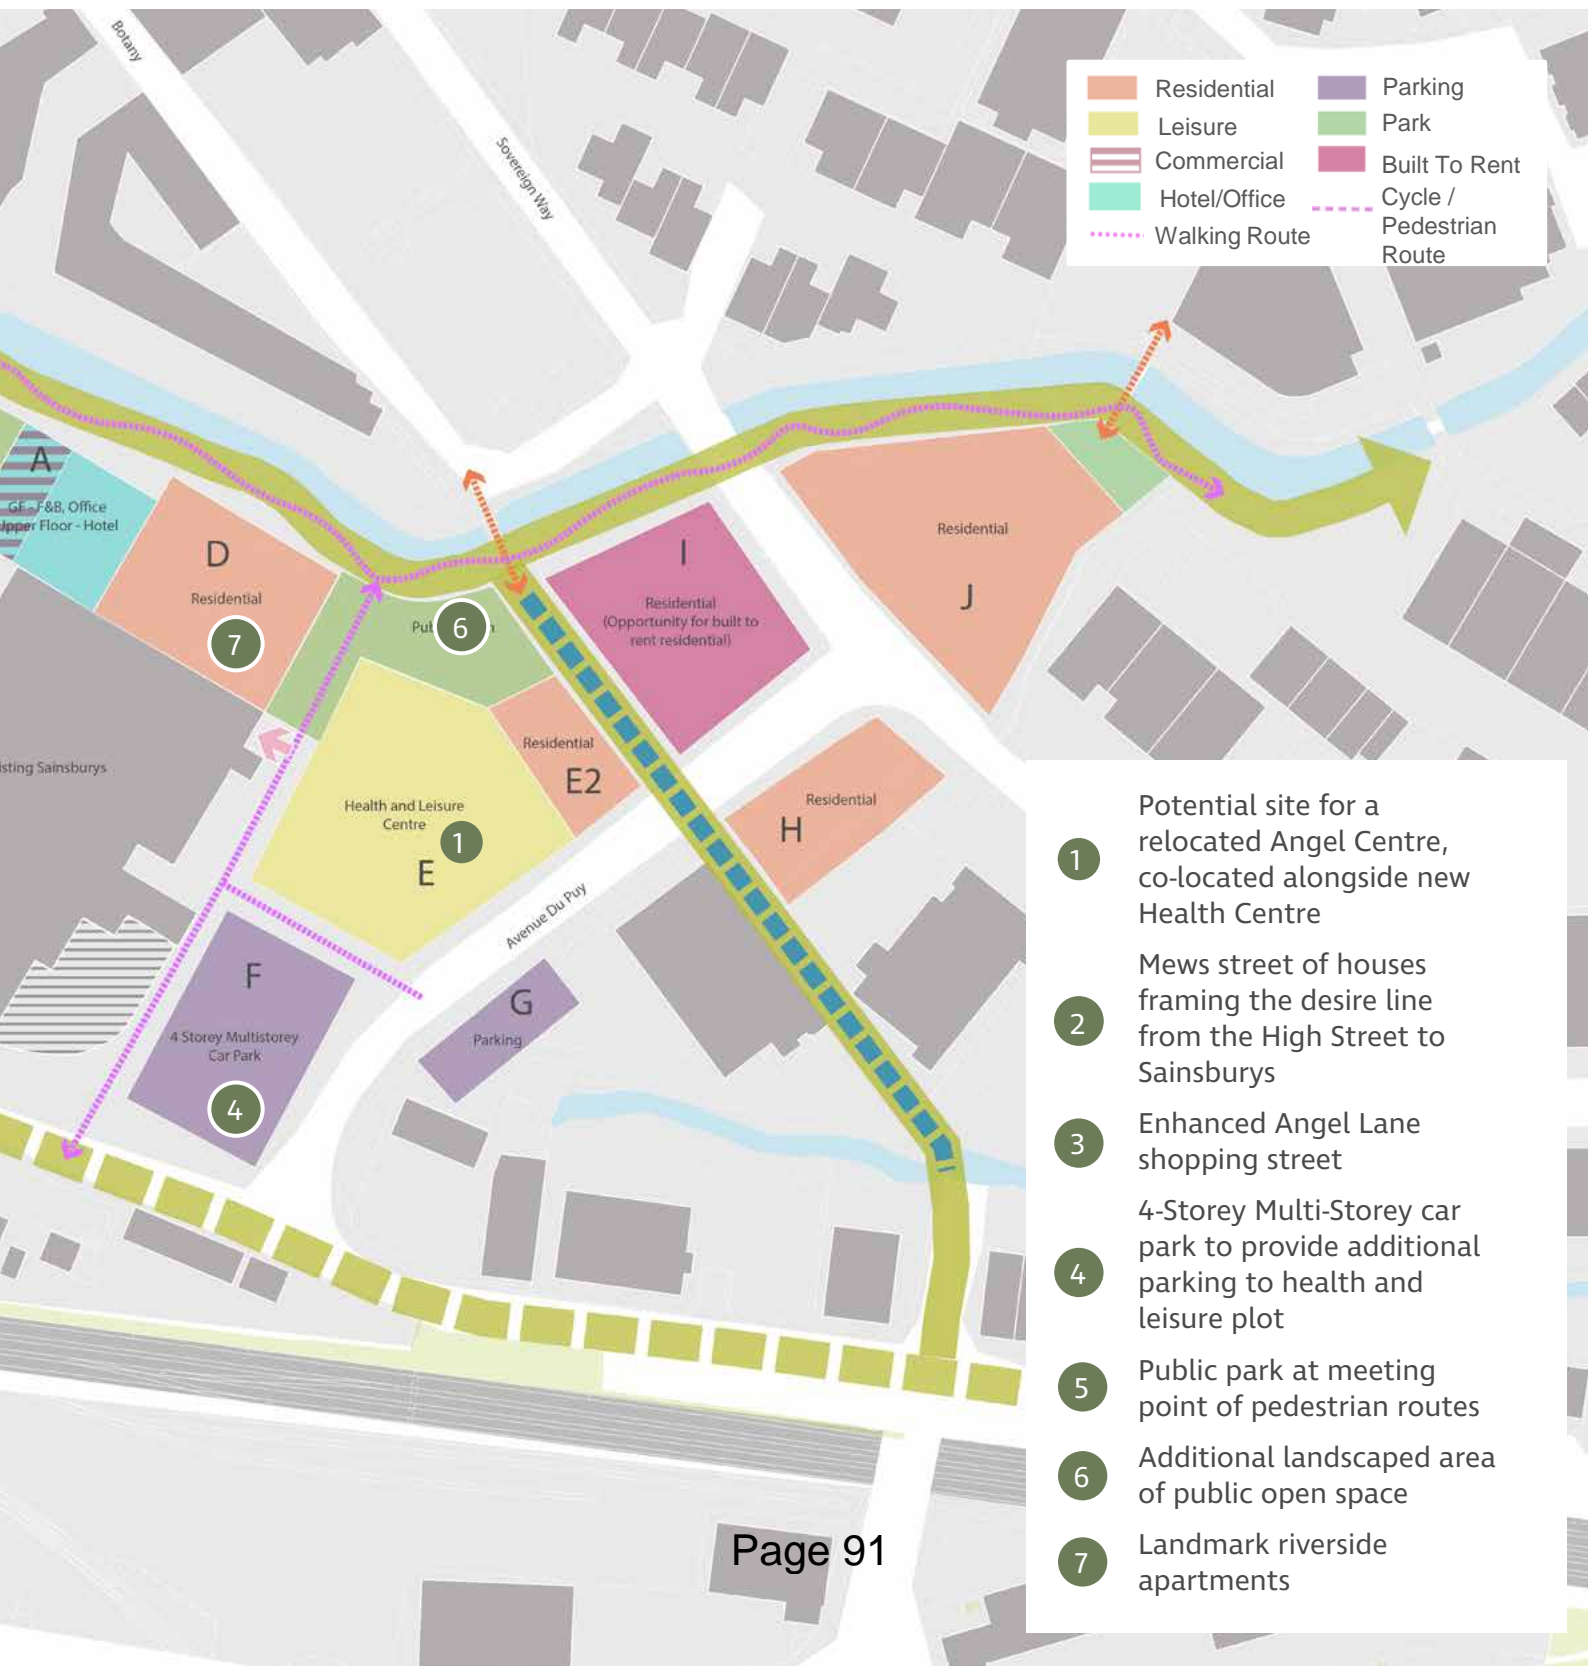 Botany
Sovereign Way
Residential
Leisure
Commercial
Hotel/Office
Walking Route
Parking
Park
Built To Rent
Cycle /
Pedestrian
Route
A
GF - F&B, Office
Upper Floor - Hotel
D
Residential
7
6
I
Residential
(Opportunity for built to
rent residential)
Residential
J
Residential
E2
Health and Leisure
Centre
1
E
Residential
H
Avenue Du Puy
F
4 Storey Multistorey
Car Park
4
G
Parking
Sainsburys
1
Potential site for a
relocated Angel Centre,
co-located alongside new
Health Centre
2
Mews street of houses
framing the desire line
from the High Street to
Sainsburys
3
Enhanced Angel Lane
shopping street
4
4-Storey Multi-Storey car
park to provide additional
parking to health and
leisure plot
5
Public park at meeting
point of pedestrian routes
6
Additional landscaped area
of public open space
7
Landmark riverside
apartments
Page 91